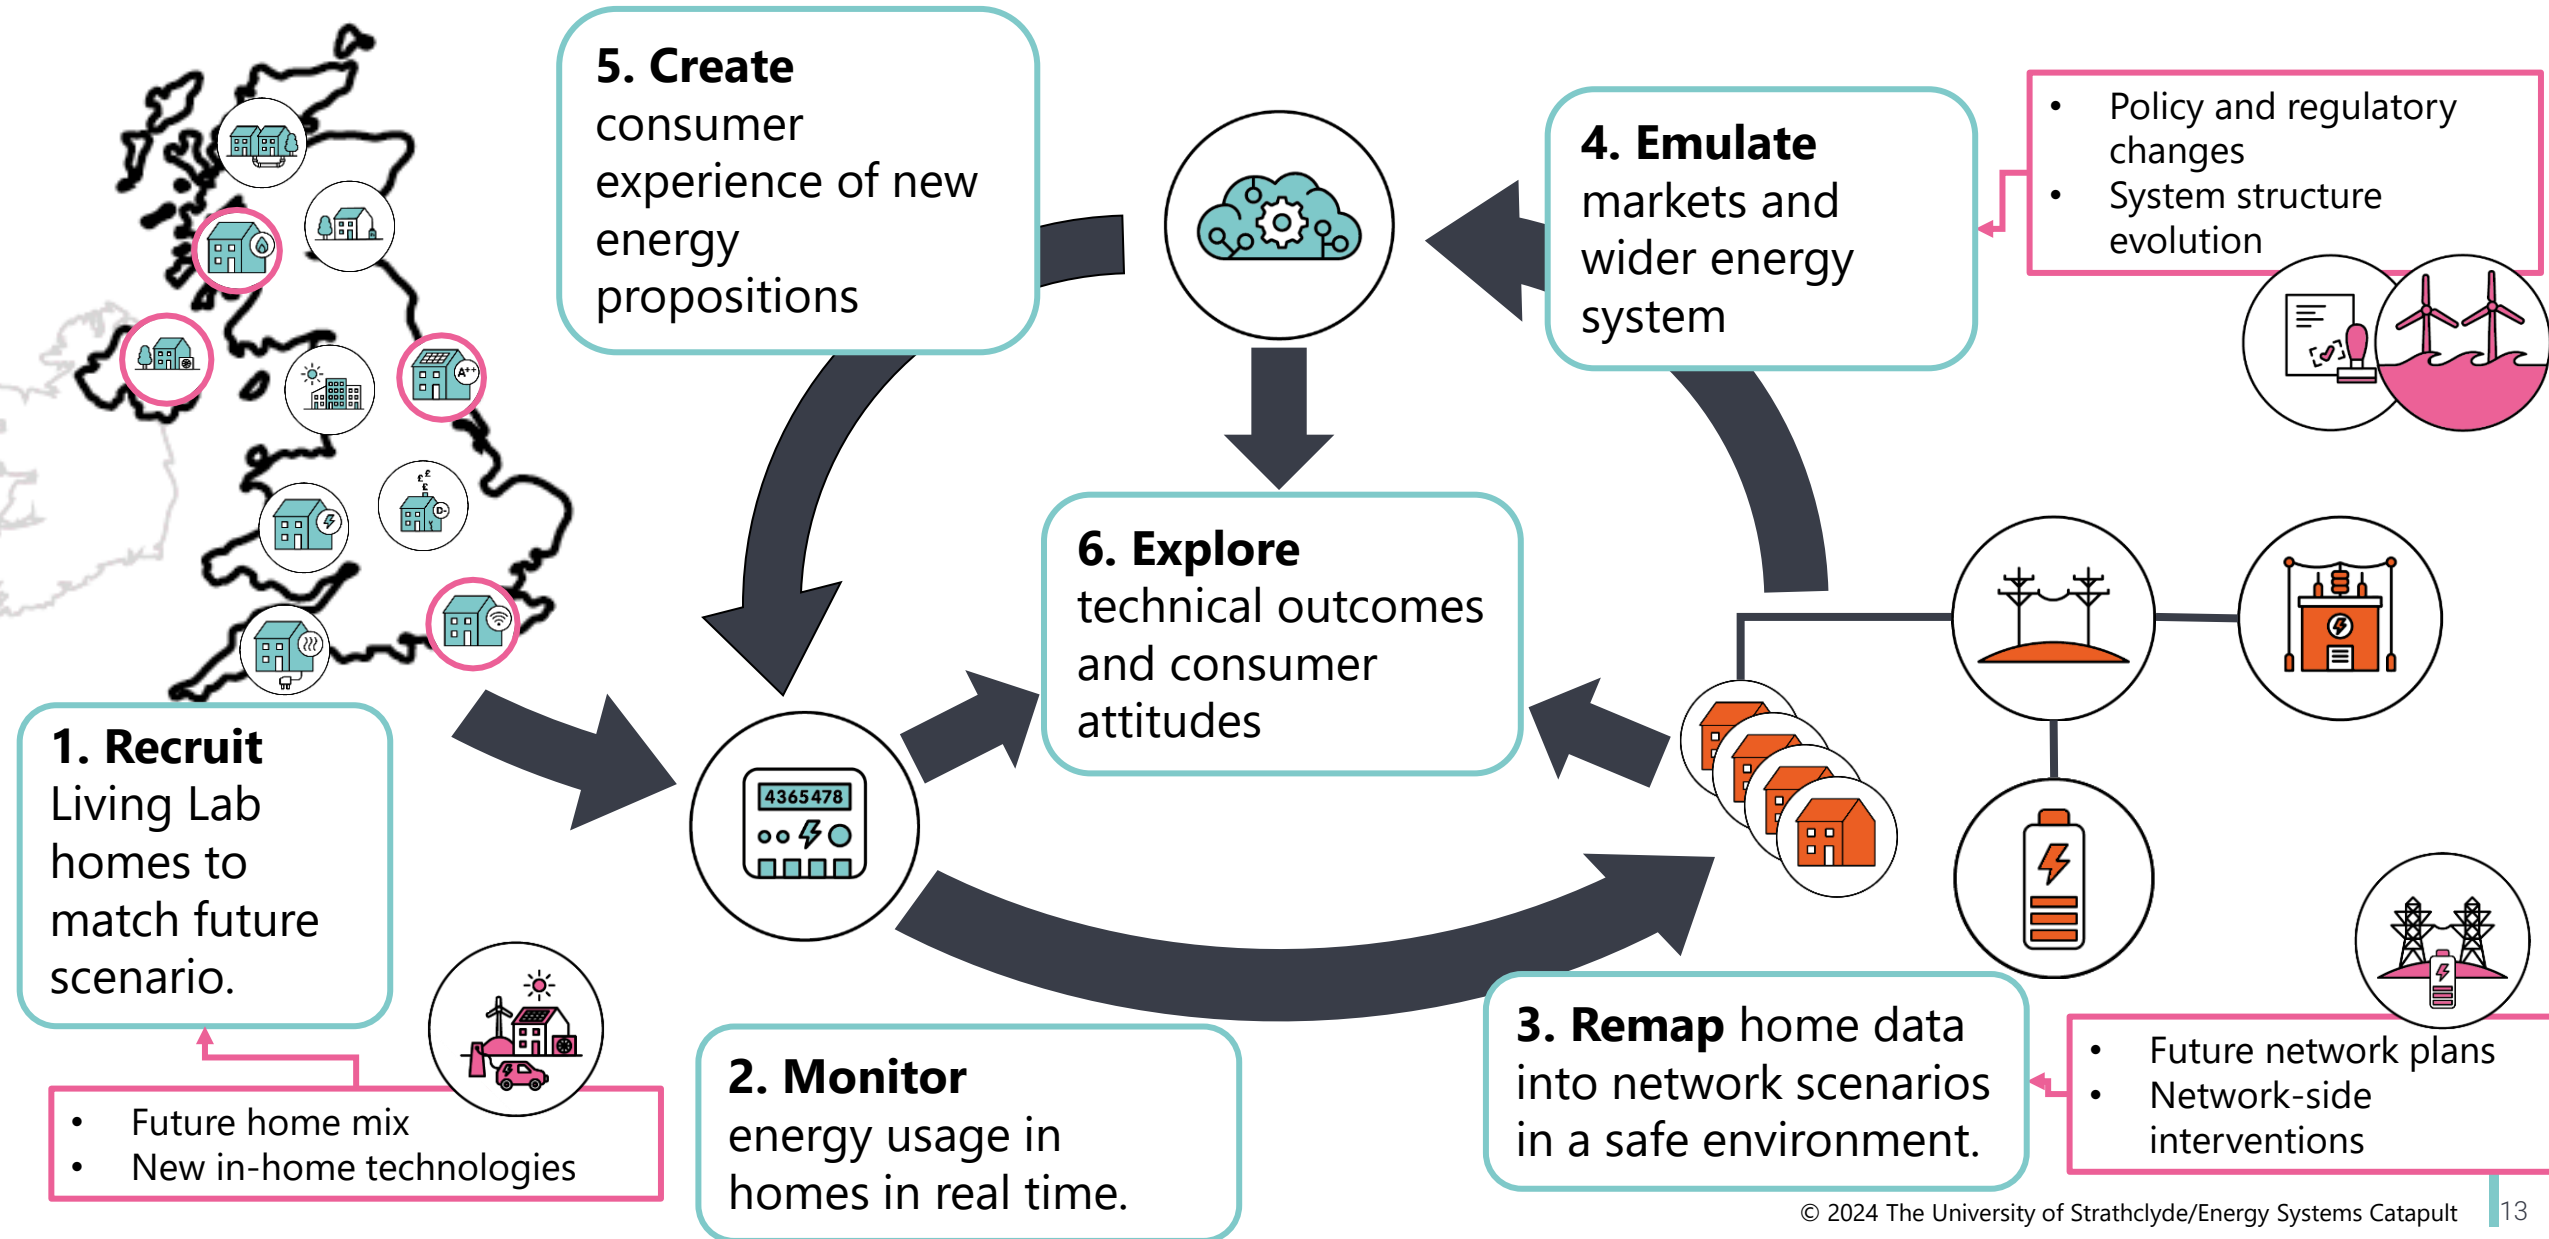 5. Create
consumer
experience of new
energy
propositions
4. Emulate
markets and
wider energy
system
• Policy and regulatory
changes
• System structure
evolution
A++
£ £
£
D-
6. Explore
technical outcomes
and consumer
attitudes
1. Recruit
Living Lab
homes to
match future
scenario.
4365478
• Future home mix
• New in-home technologies
2. Monitor
energy usage in
homes in real time.
3. Remap home data
into network scenarios
in a safe environment.
• Future network plans
• Network-side
interventions
© 2024 The University of Strathclyde/Energy Systems Catapult
13